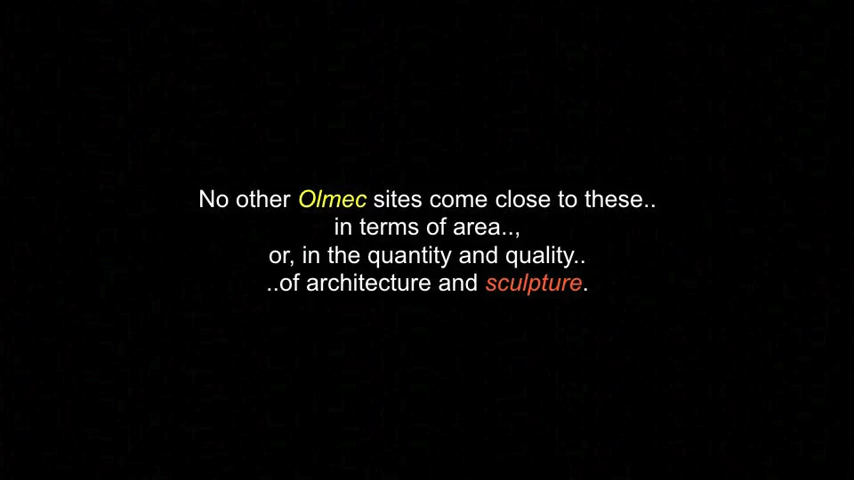 No other Olmec sites come close to these..
in terms of area..,
or, in the quantity and quality..
..of architecture and sculpture.